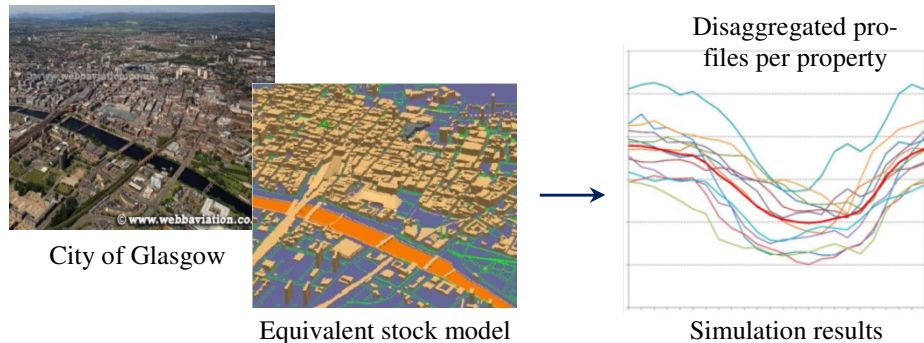 Disaggregated pro-
files per property
www.webbaviation.co.uk
© www.webbaviation.co.
City of Glasgow
Equivalent stock model
Simulation results